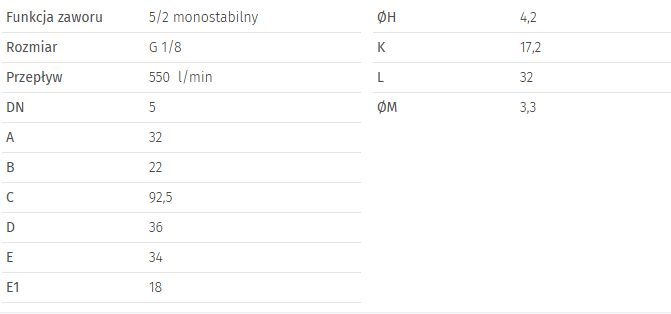 Funkcja zaworu 5/2 monostabilny
Rozmiar G 1/8
Przepływ 550 l/min
DN 5
A 32
B 22
C 92,5
D 36
E 34
E1 18
ØH 4,2
K 17,2
L 32
ØM 3,3